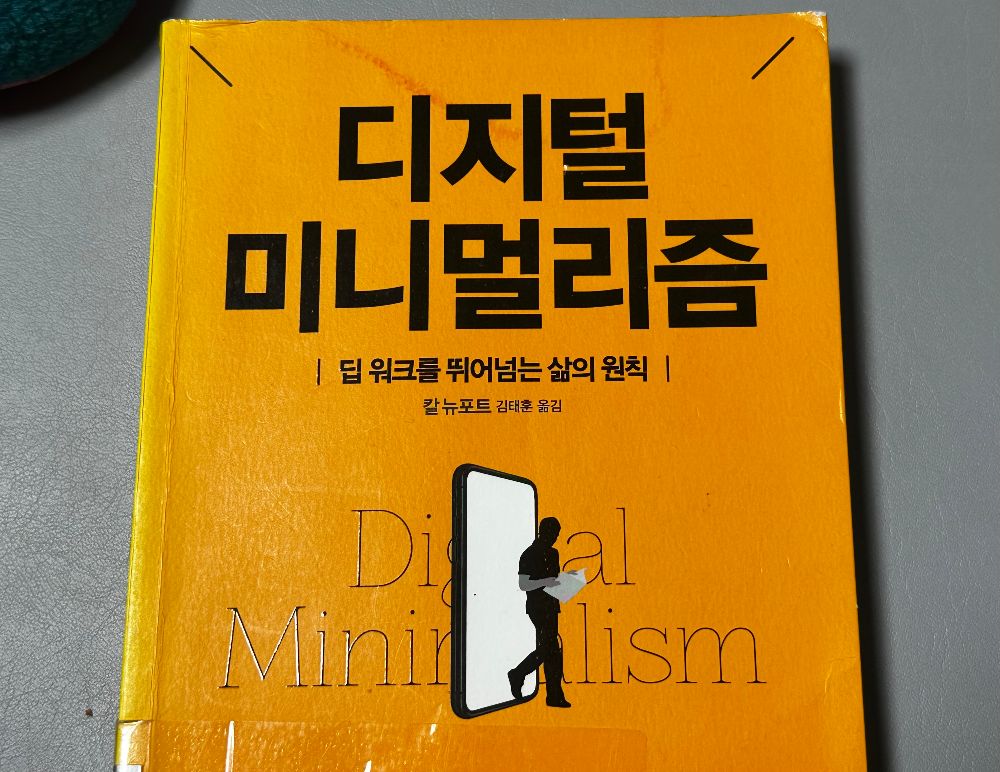 디지털
미니멀리즘
딥 워크를 뛰어넘는 삶의 원칙
칼 뉴포트 김태훈 옮김
Digital
Minimalism